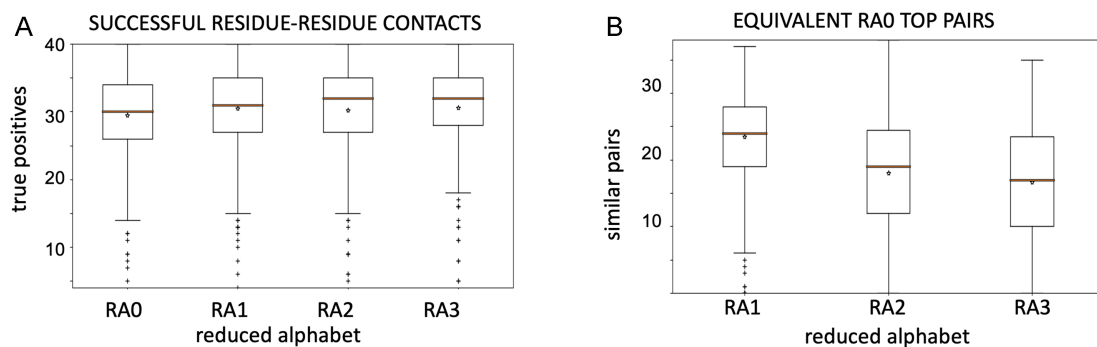 A
SUCCESSFUL RESIDUE-RESIDUE CONTACTS
40
30
20
10
true positives
RA0 RA1 RA2 RA3
reduced alphabet
B
EQUIVALENT RA0 TOP PAIRS
30
20
10
similar pairs
RA1 RA2 RA3
reduced alphabet